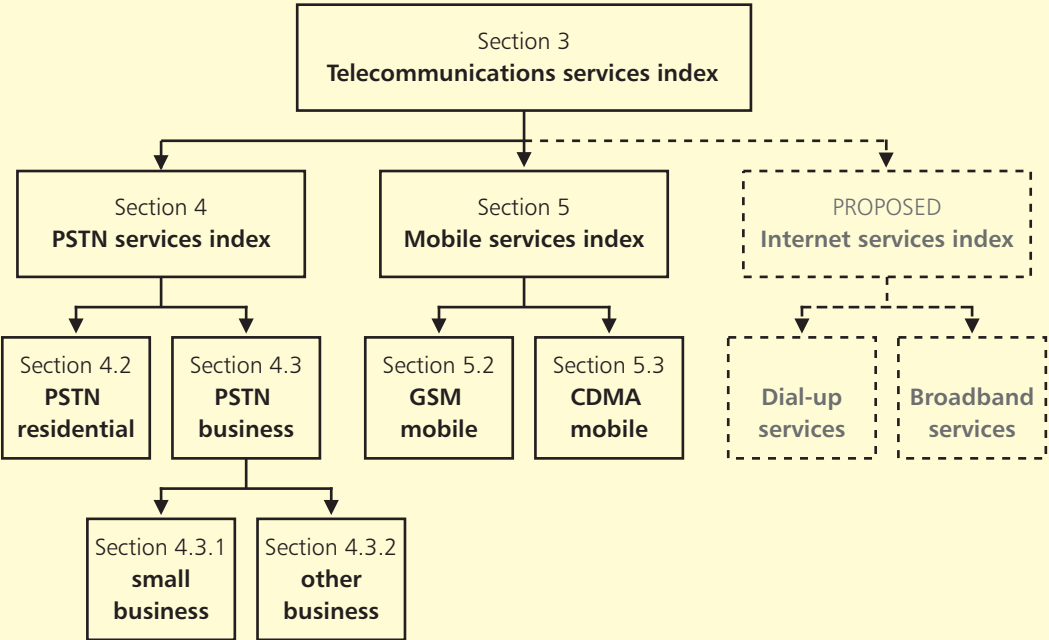 Section 3
Telecommunications services index
Section 4
PSTN services index
Section 5
Mobile services index
PROPOSED
Internet services index
Section 4.2
PSTN
residential
Section 4.3
PSTN
business
Section 5.2
GSM
mobile
Section 5.3
CDMA
mobile
Dial-up
services
Broadband
services
Section 4.3.1
small
business
Section 4.3.2
other
business